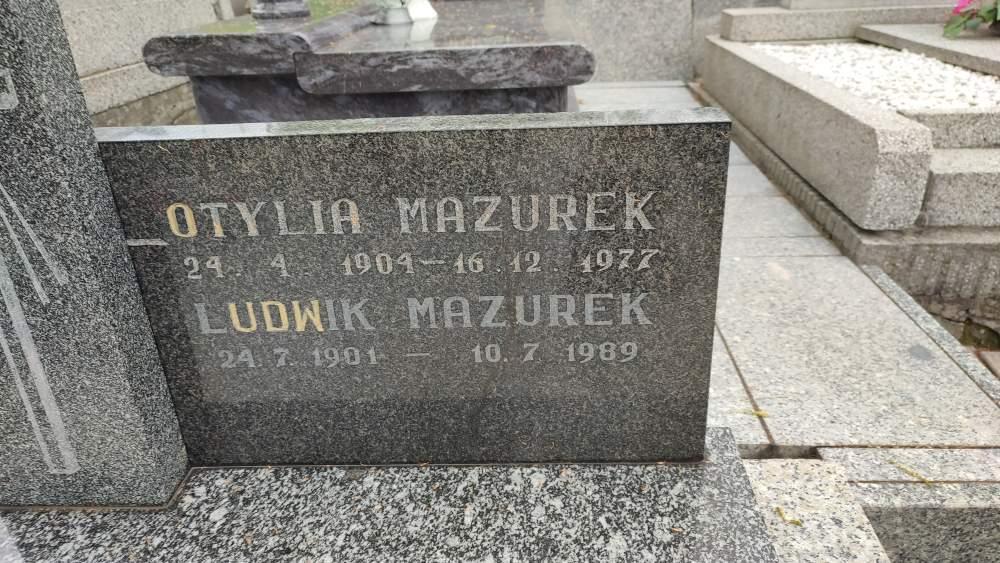 OTYLIA MAZUREK
24. 4. 1904 — 16. 12. 1977
LUDWIK MAZUREK
24. 7. 1901 — 10. 7. 1989